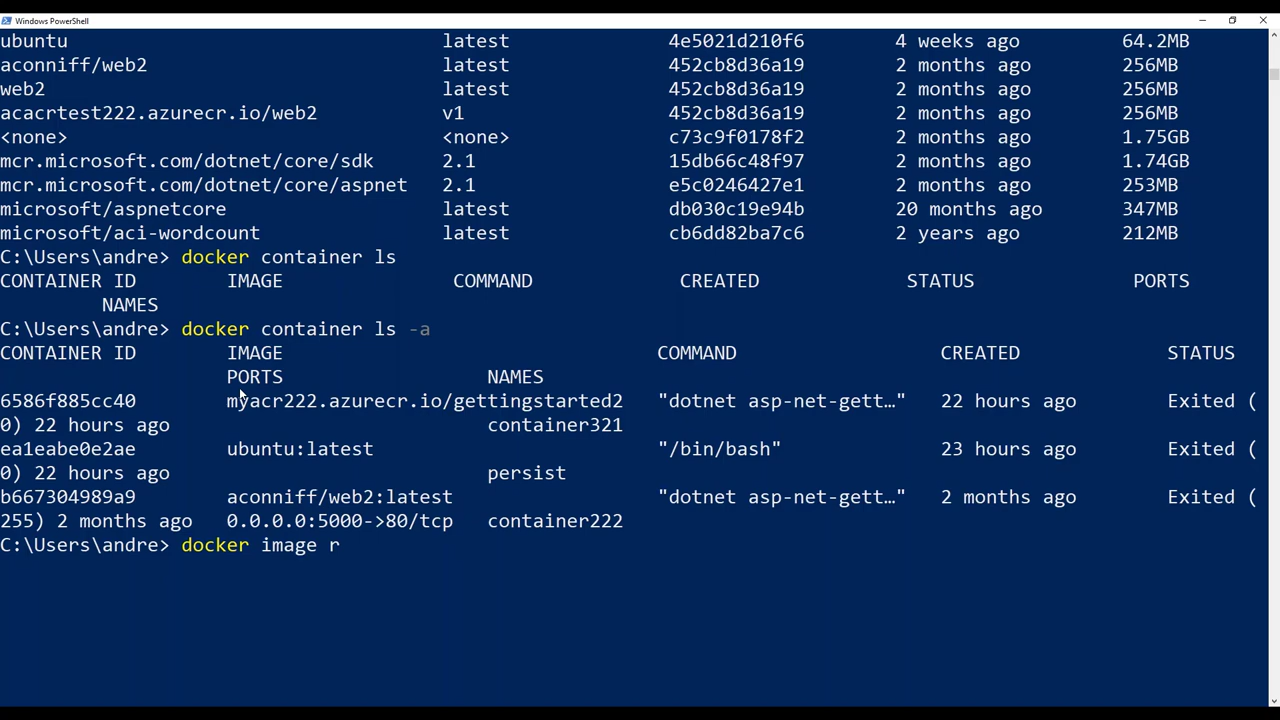 Windows PowerShell
ubuntu latest 4e5021d210f6 4 weeks ago 64.2MB
aconniff/web2 latest 452cb8d36a19 2 months ago 256MB
web2 latest 452cb8d36a19 2 months ago 256MB
acacrtest222.azurecr.io/web2 v1 452cb8d36a19 2 months ago 256MB
<none> <none> c73c9f0178f2 2 months ago 1.75GB
mcr.microsoft.com/dotnet/core/sdk 2.1 15db66c48f97 2 months ago 1.74GB
mcr.microsoft.com/dotnet/core/aspnet 2.1 e5c0246427e1 2 months ago 253MB
microsoft/aspnetcore latest db030c19e94b 20 months ago 347MB
microsoft/aci-wordcount latest cb6dd82ba7c6 2 years ago 212MB
C:\Users\andre> docker container ls
CONTAINER ID IMAGE COMMAND CREATED STATUS PORTS
NAMES
C:\Users\andre> docker container ls -a
CONTAINER ID IMAGE COMMAND CREATED STATUS
PORTS NAMES
6586f885cc40 myacr222.azurecr.io/gettingstarted2 "dotnet asp-net-gett…" 22 hours ago Exited (
0) 22 hours ago container321
ea1eabe0e2ae ubuntu:latest "/bin/bash" 23 hours ago Exited (
0) 22 hours ago persist
b667304989a9 aconniff/web2:latest "dotnet asp-net-gett…" 2 months ago Exited (
255) 2 months ago 0.0.0.0:5000->80/tcp container222
C:\Users\andre> docker image r